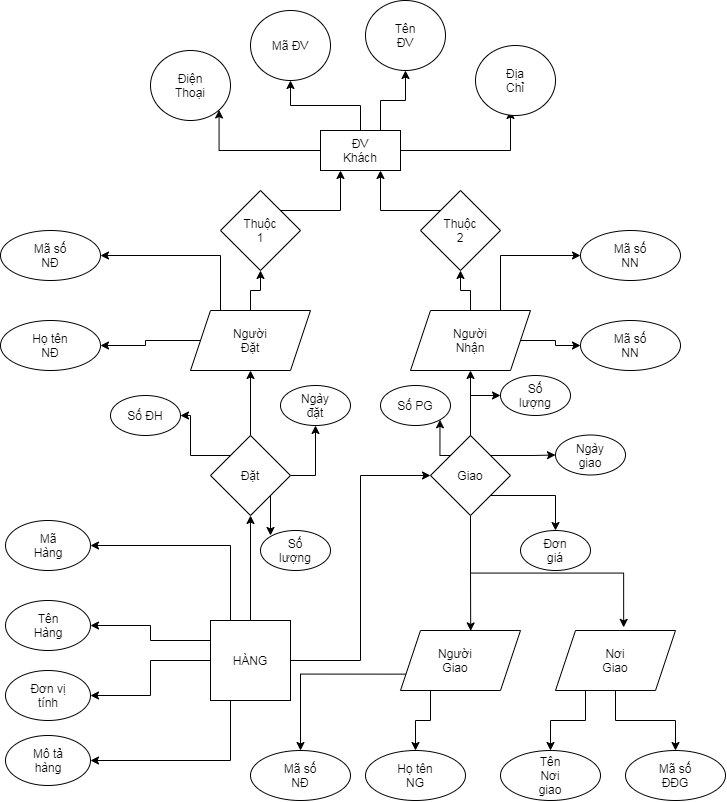 Tên
ĐV
Mã ĐV
Điện
Thoại
Địa
Chỉ
ĐV
Khách
Thuộc
1
Thuộc
2
Mã số
NĐ
Mã số
NN
Họ tên
NĐ
Người
Đặt
Người
Nhận
Mã số
NN
Số ĐH
Ngày
đặt
Số PG
Số
lượng
Đặt
Giao
Ngày
giao
Mã
Hàng
Số
lượng
Đơn
giá
Tên
Hàng
HÀNG
Người
Giao
Nơi
Giao
Đơn vị
tính
Mô tả
hàng
Mã số
NĐ
Họ tên
NG
Tên
Nơi
giao
Mã số
ĐĐG